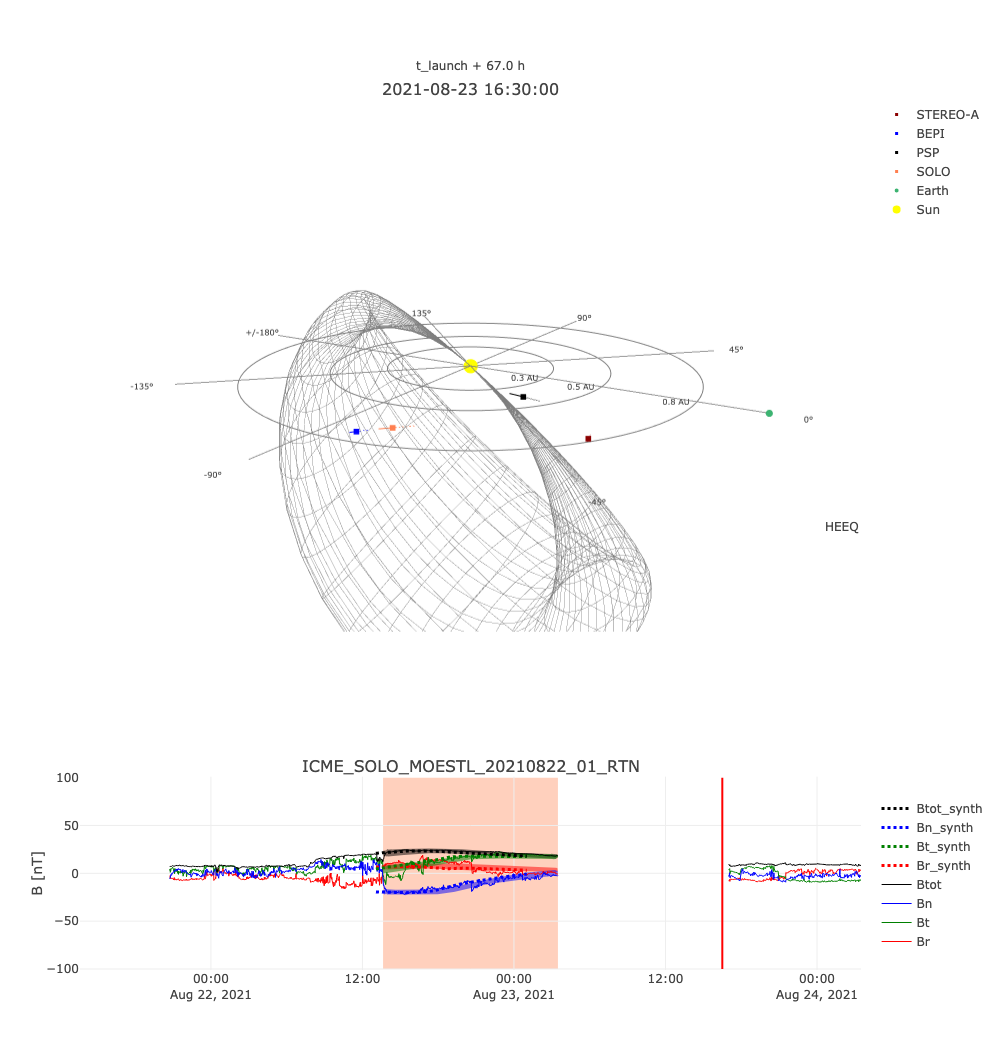 t_launch + 67.0 h
2021-08-23 16:30:00
STEREO-A
BEPI
PSP
SOLO
Earth
Sun
135°
90°
+/-180°
45°
0.3 AU
-135°
0.5 AU
0.8 AU
0°
-90°
-45°
HEEQ
ICME_SOLO_MOESTL_20210822_01_RTN
B [nT]
100
50
0
−50
−100
00:00
Aug 22, 2021
12:00
00:00
Aug 23, 2021
12:00
00:00
Aug 24, 2021
Btot_synth
Bn_synth
Bt_synth
Br_synth
Btot
Bn
Bt
Br